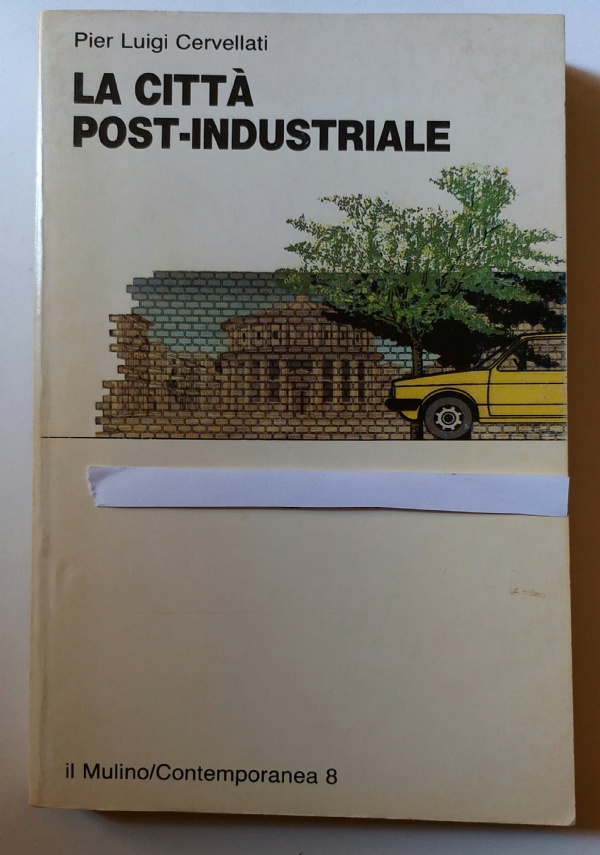 Pier Luigi Cervellati
LA CITTÀ
POST-INDUSTRIALE
il Mulino/Contemporanea 8